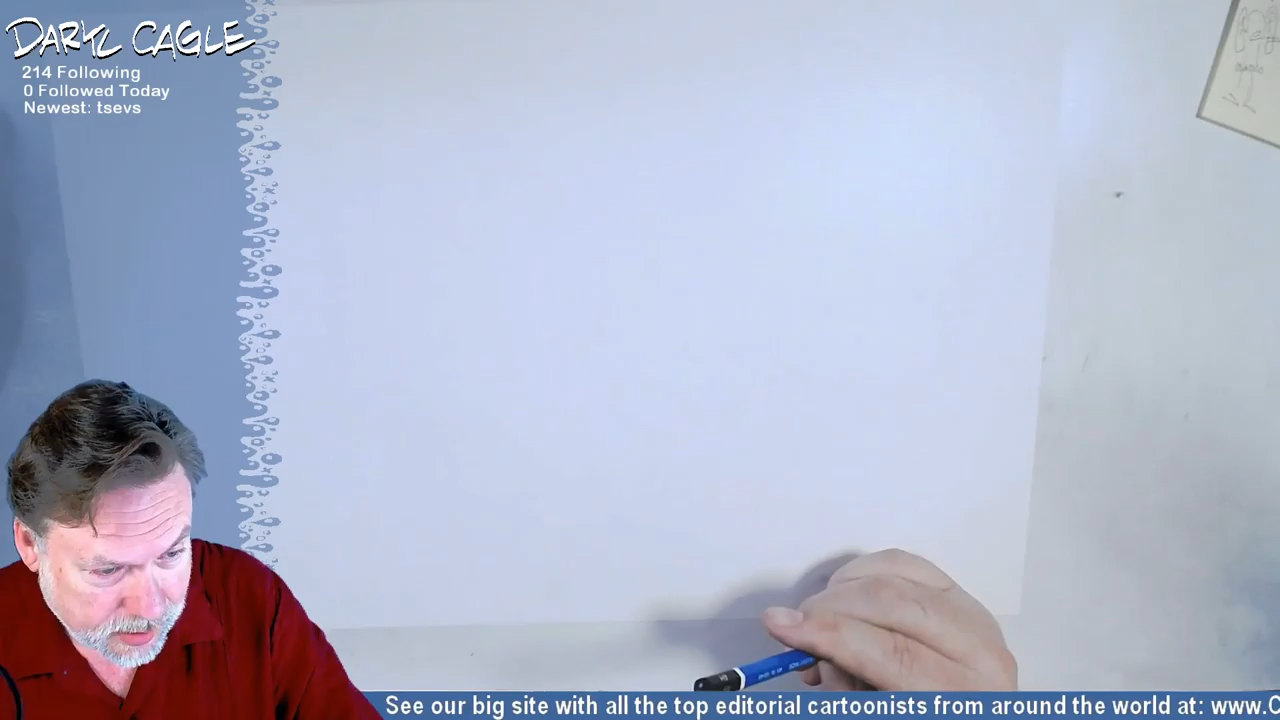 DARYL CAGLE
214 Following
0 Followed Today
Newest: tsevs
See our big site with all the top editorial cartoonists from around the world at: www.C